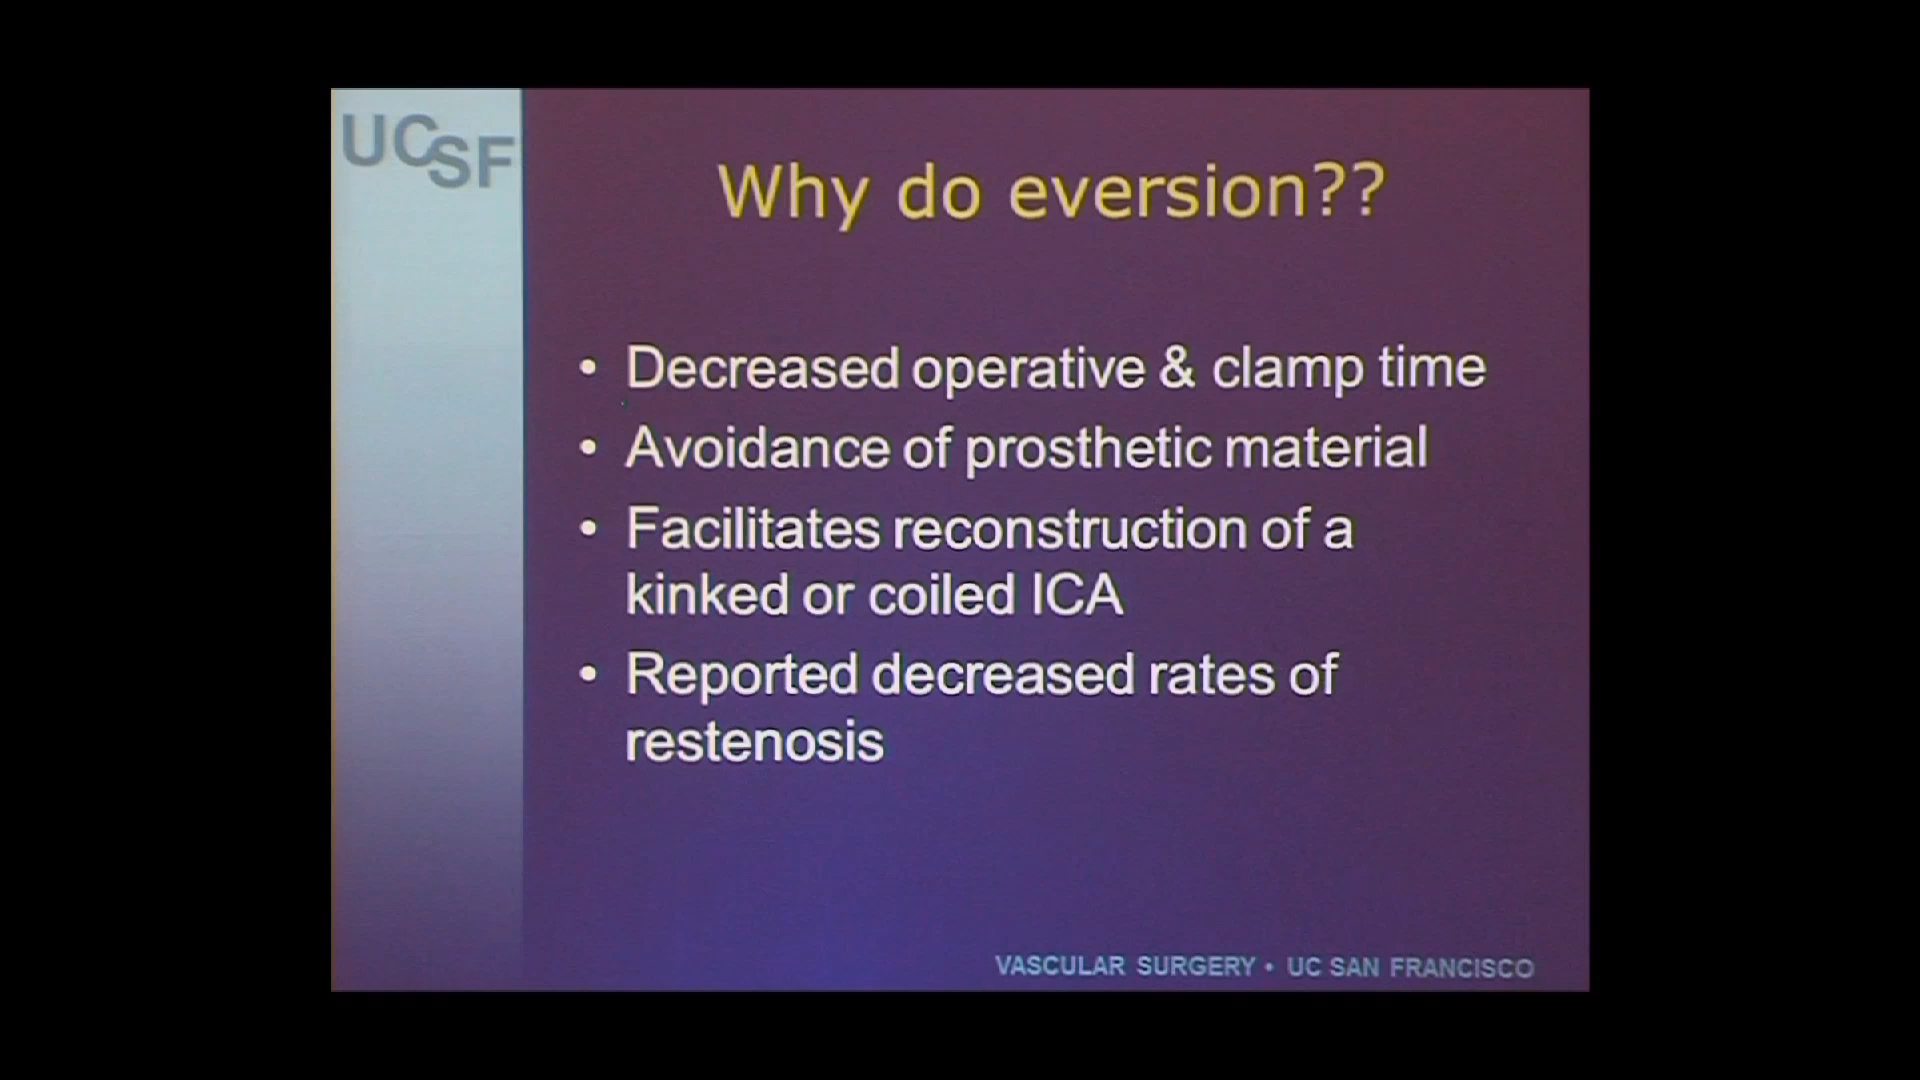 UCSF
Why do eversion??
• Decreased operative & clamp time
• Avoidance of prosthetic material
• Facilitates reconstruction of a
kinked or coiled ICA
• Reported decreased rates of
restenosis
VASCULAR SURGERY • UC SAN FRANCISCO